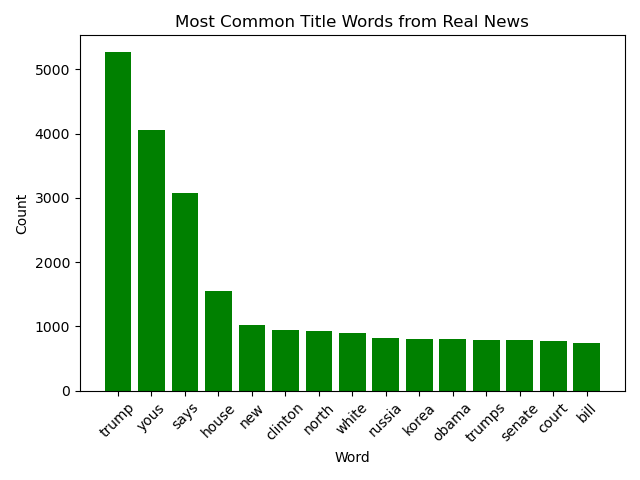 Most Common Title Words from Real News
Count
5000
4000
3000
2000
1000
0
trump
yous
says
house
new
clinton
north
white
russia
korea
obama
trumps
senate
court
bill
Word